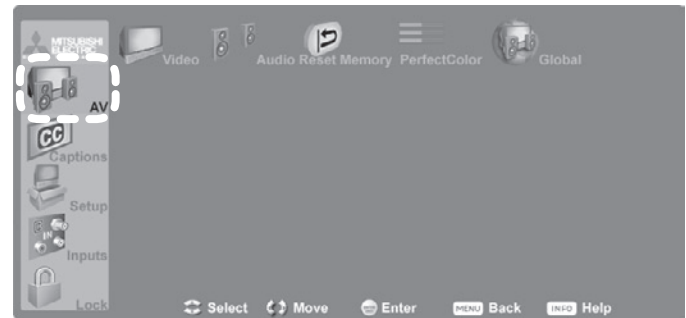 MITSUBISHI
ELECTRIC
Video
Audio Reset Memory PerfectColor
Global
AV
CC
Captions
Setup
IN
Inputs
Lock
Select Move Enter MENU Back INFO Help